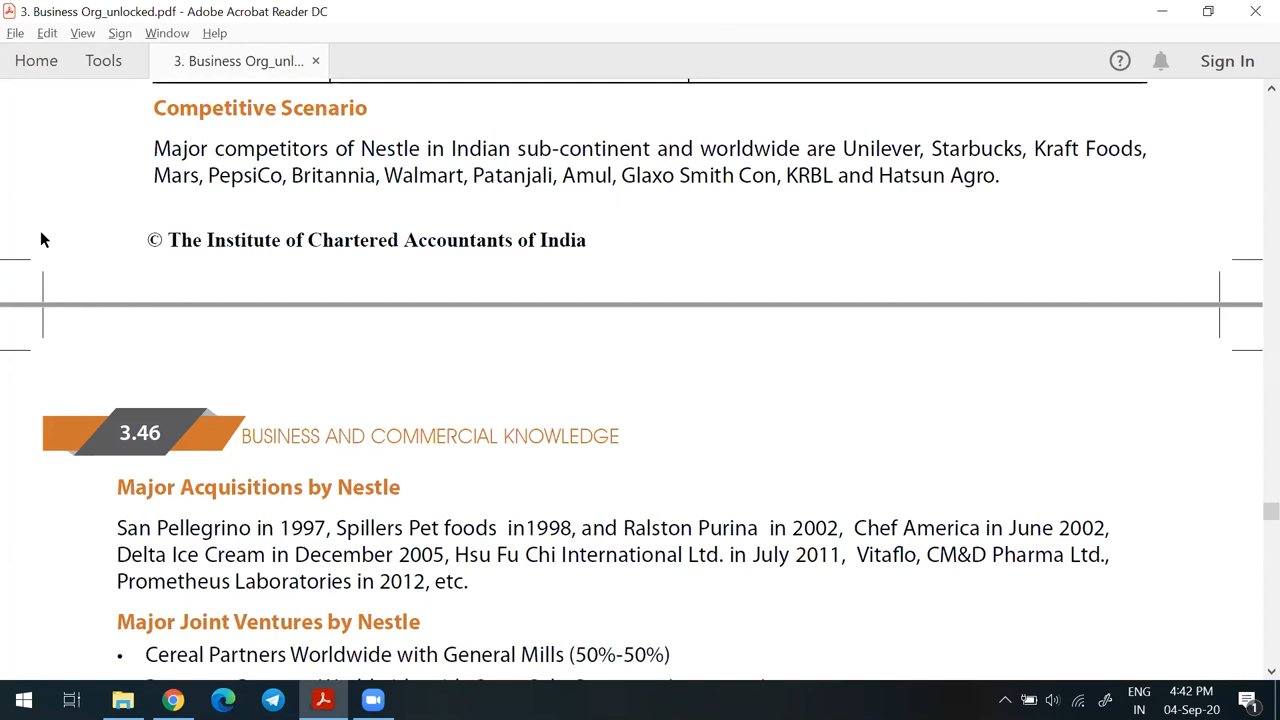 3. Business Org_unlocked.pdf - Adobe Acrobat Reader DC
File Edit View Sign Window Help
Home Tools 3. Business Org_unl... × ? Sign In
Competitive Scenario
Major competitors of Nestle in Indian sub-continent and worldwide are Unilever, Starbucks, Kraft Foods,
Mars, PepsiCo, Britannia, Walmart, Patanjali, Amul, Glaxo Smith Con, KRBL and Hatsun Agro.
© The Institute of Chartered Accountants of India
3.46 BUSINESS AND COMMERCIAL KNOWLEDGE
Major Acquisitions by Nestle
San Pellegrino in 1997, Spillers Pet foods in1998, and Ralston Purina in 2002, Chef America in June 2002,
Delta Ice Cream in December 2005, Hsu Fu Chi International Ltd. in July 2011, Vitaflo, CM&D Pharma Ltd.,
Prometheus Laboratories in 2012, etc.
Major Joint Ventures by Nestle
• Cereal Partners Worldwide with General Mills (50%-50%)
ENG 4:42 PM
IN 04-Sep-20 1